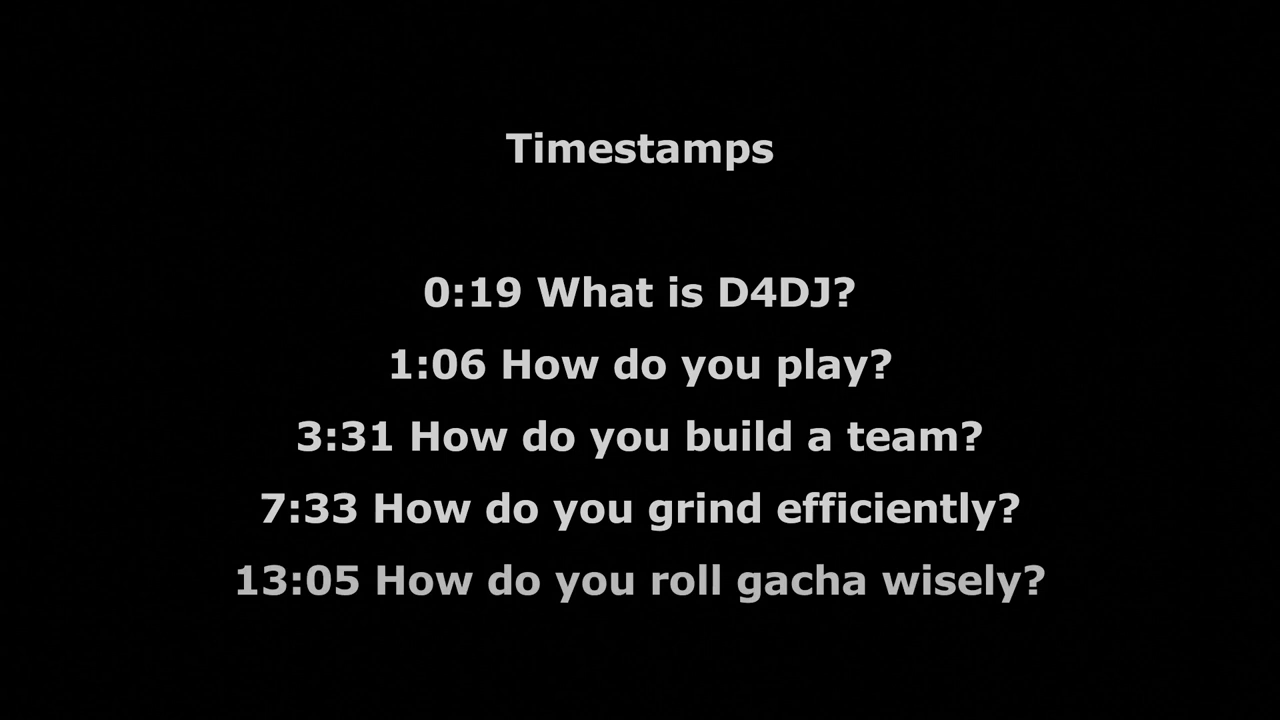 Timestamps
0:19 What is D4DJ?
1:06 How do you play?
3:31 How do you build a team?
7:33 How do you grind efficiently?
13:05 How do you roll gacha wisely?